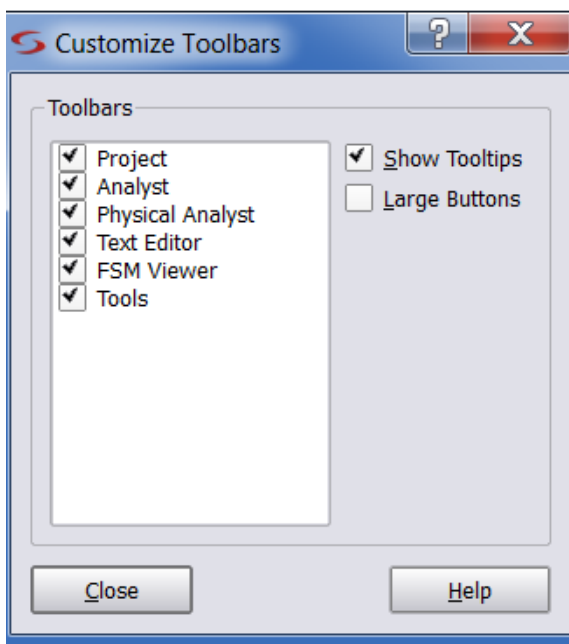 Customize Toolbars
Toolbars
Project
Analyst
Physical Analyst
Text Editor
FSM Viewer
Tools
Show Tooltips
Large Buttons
Close
Help